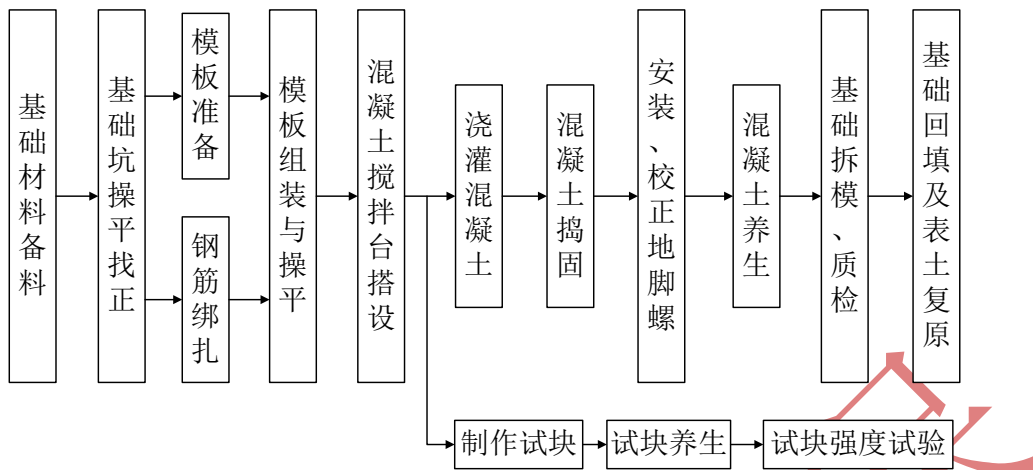 基础材料备料
基础坑操平找正
模板准备
钢筋绑扎
模板组装与操平
混凝土搅拌台搭设
浇灌混凝土
混凝土捣固
安装、校正地脚螺
混凝土养生
基础拆模、质检
基础回填及表土复原
制作试块
试块养生
试块强度试验